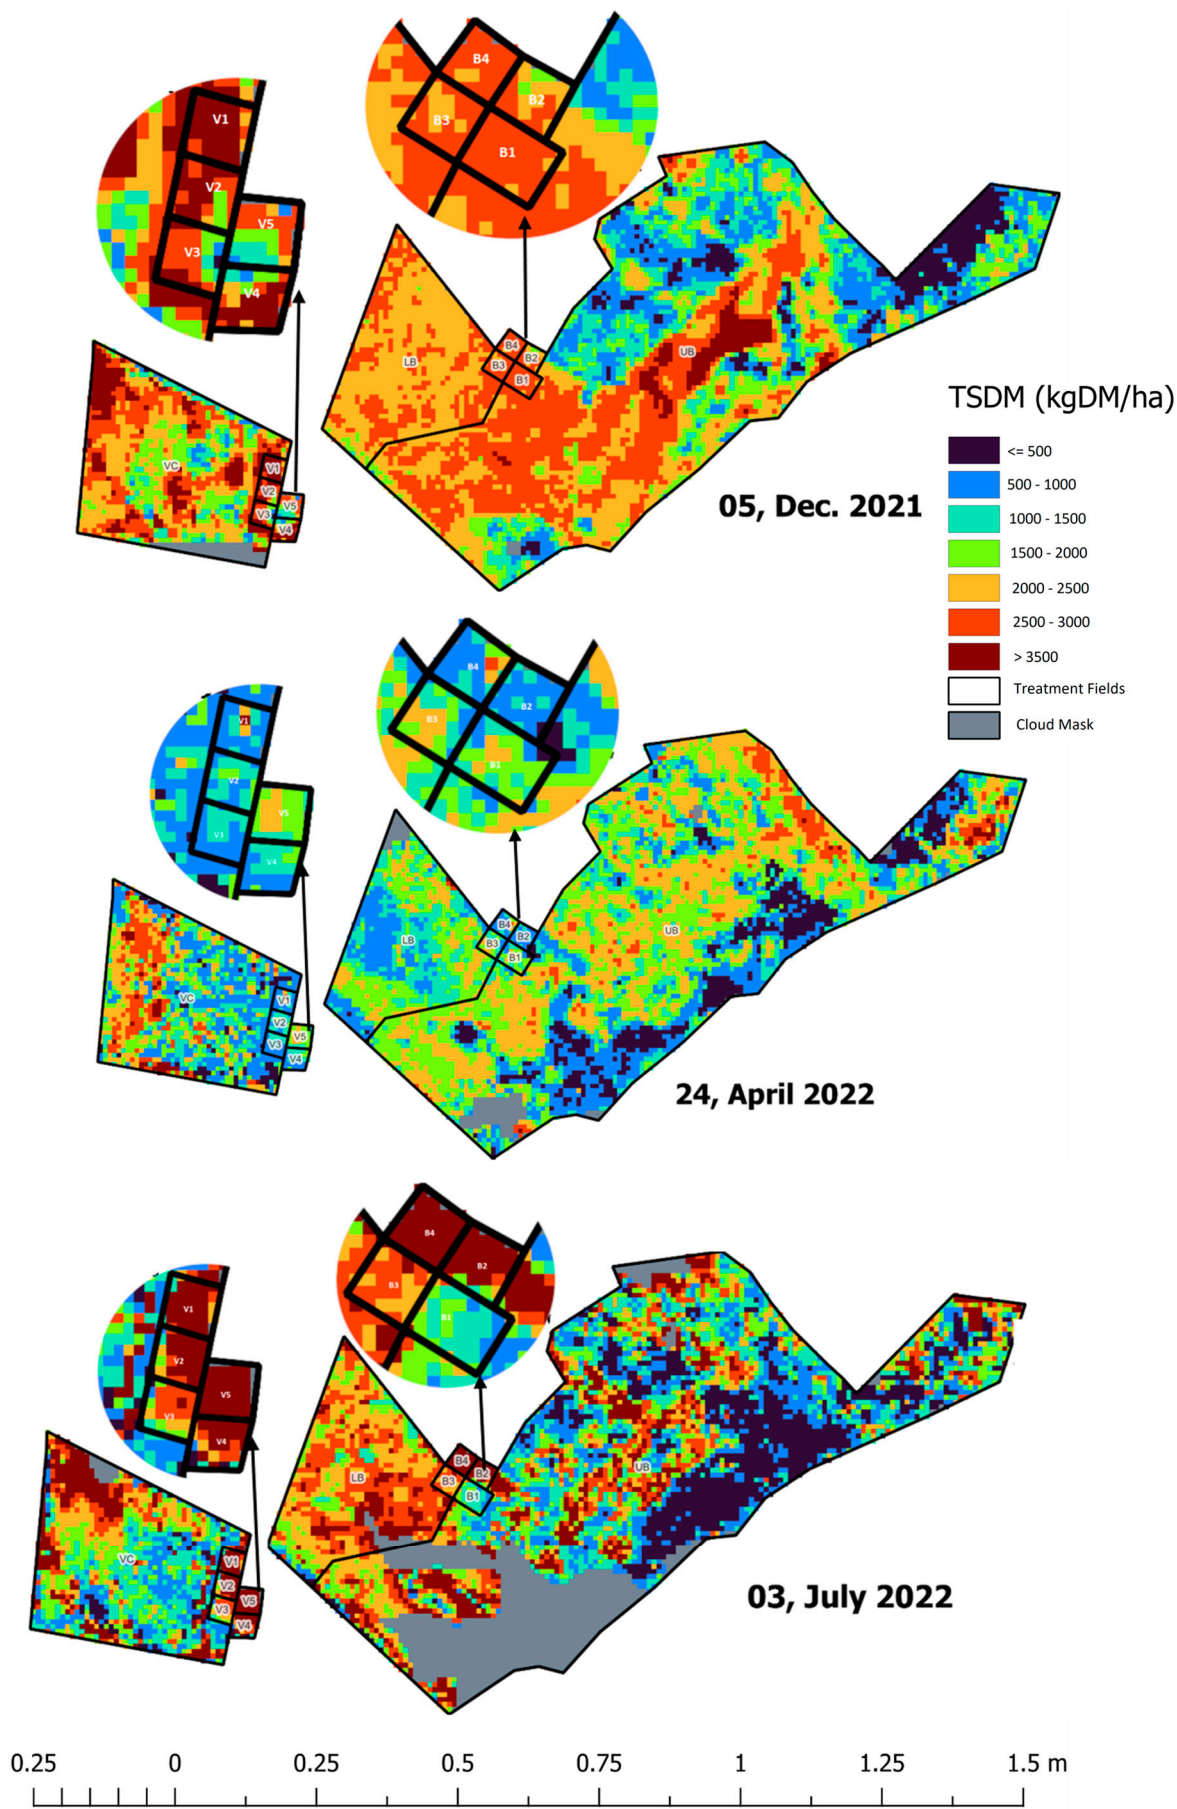 V1
V2
V3
V5
V4
B4
B2
B3
B1
LB
B4
B2
B3
B1
UB
VC
V1
V2
V3
V5
V4
05, Dec. 2021
TSDM (kgDM/ha)
<= 500
500 - 1000
1000 - 1500
1500 - 2000
2000 - 2500
2500 - 3000
> 3500
Treatment Fields
Cloud Mask
V1
V2
V3
V5
V4
B4
B2
B3
B1
LB
B4
B2
B3
B1
UB
VC
V1
V2
V3
V5
V4
24, April 2022
V1
V2
V3
V5
V4
B4
B2
B3
B1
LB
B4
B2
B3
B1
UB
VC
V1
V2
V3
V5
V4
03, July 2022
0.25 0 0.25 0.5 0.75 1 1.25 1.5 m